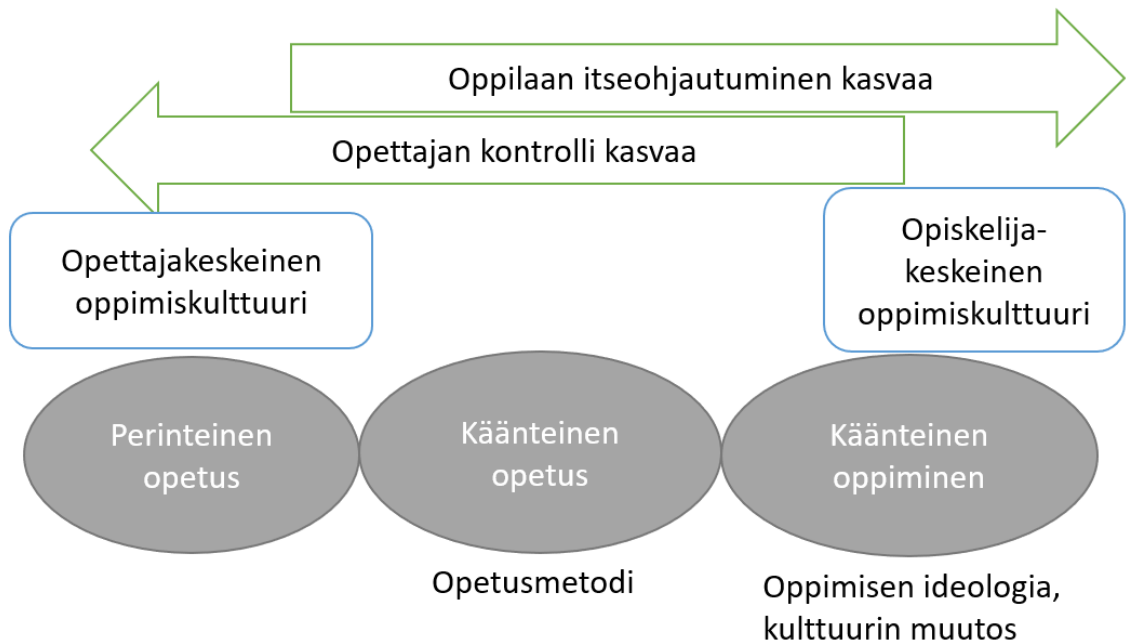 Oppilaan itseohjautuminen kasvaa
Opettajan kontrolli kasvaa
Opettajakeskeinen
oppimiskulttuuri
Opiskelija-
keskeinen
oppimiskulttuuri
Perinteinen
opetus
Käänteinen
opetus
Käänteinen
oppiminen
Opetusmetodi
Oppimisen ideologia,
kulttuurin muutos